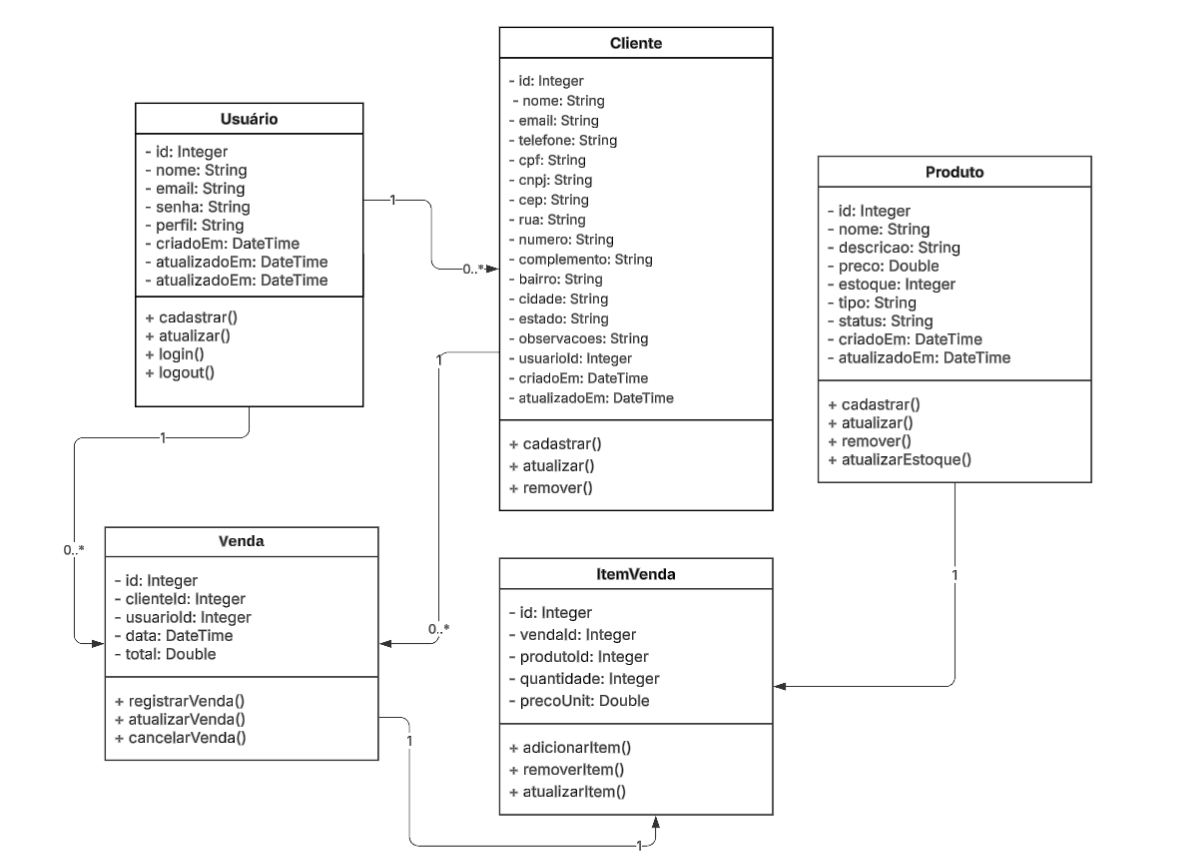 Cliente
- id: Integer
- nome: String
- email: String
- telefone: String
- cpf: String
- cnpj: String
- cep: String
- rua: String
- numero: String
- complemento: String
- bairro: String
- cidade: String
- estado: String
- observacoes: String
- usuarioId: Integer
- criadoEm: DateTime
- atualizadoEm: DateTime
+ cadastrar()
+ atualizar()
+ remover()
Usuário
- id: Integer
- nome: String
- email: String
- senha: String
- perfil: String
- criadoEm: DateTime
- atualizadoEm: DateTime
- atualizadoEm: DateTime
+ cadastrar()
+ atualizar()
+ login()
+ logout()
1
0..*
Produto
- id: Integer
- nome: String
- descricao: String
- preco: Double
- estoque: Integer
- tipo: String
- status: String
- criadoEm: DateTime
- atualizadoEm: DateTime
+ cadastrar()
+ atualizar()
+ remover()
+ atualizarEstoque()
1
0..*
1
0..*
Venda
- id: Integer
- clienteId: Integer
- usuarioId: Integer
- data: DateTime
- total: Double
+ registrarVenda()
+ atualizarVenda()
+ cancelarVenda()
ItemVenda
- id: Integer
- vendaId: Integer
- produtoId: Integer
- quantidade: Integer
- precoUnit: Double
+ adicionarItem()
+ removerItem()
+ atualizarItem()
1
1
1